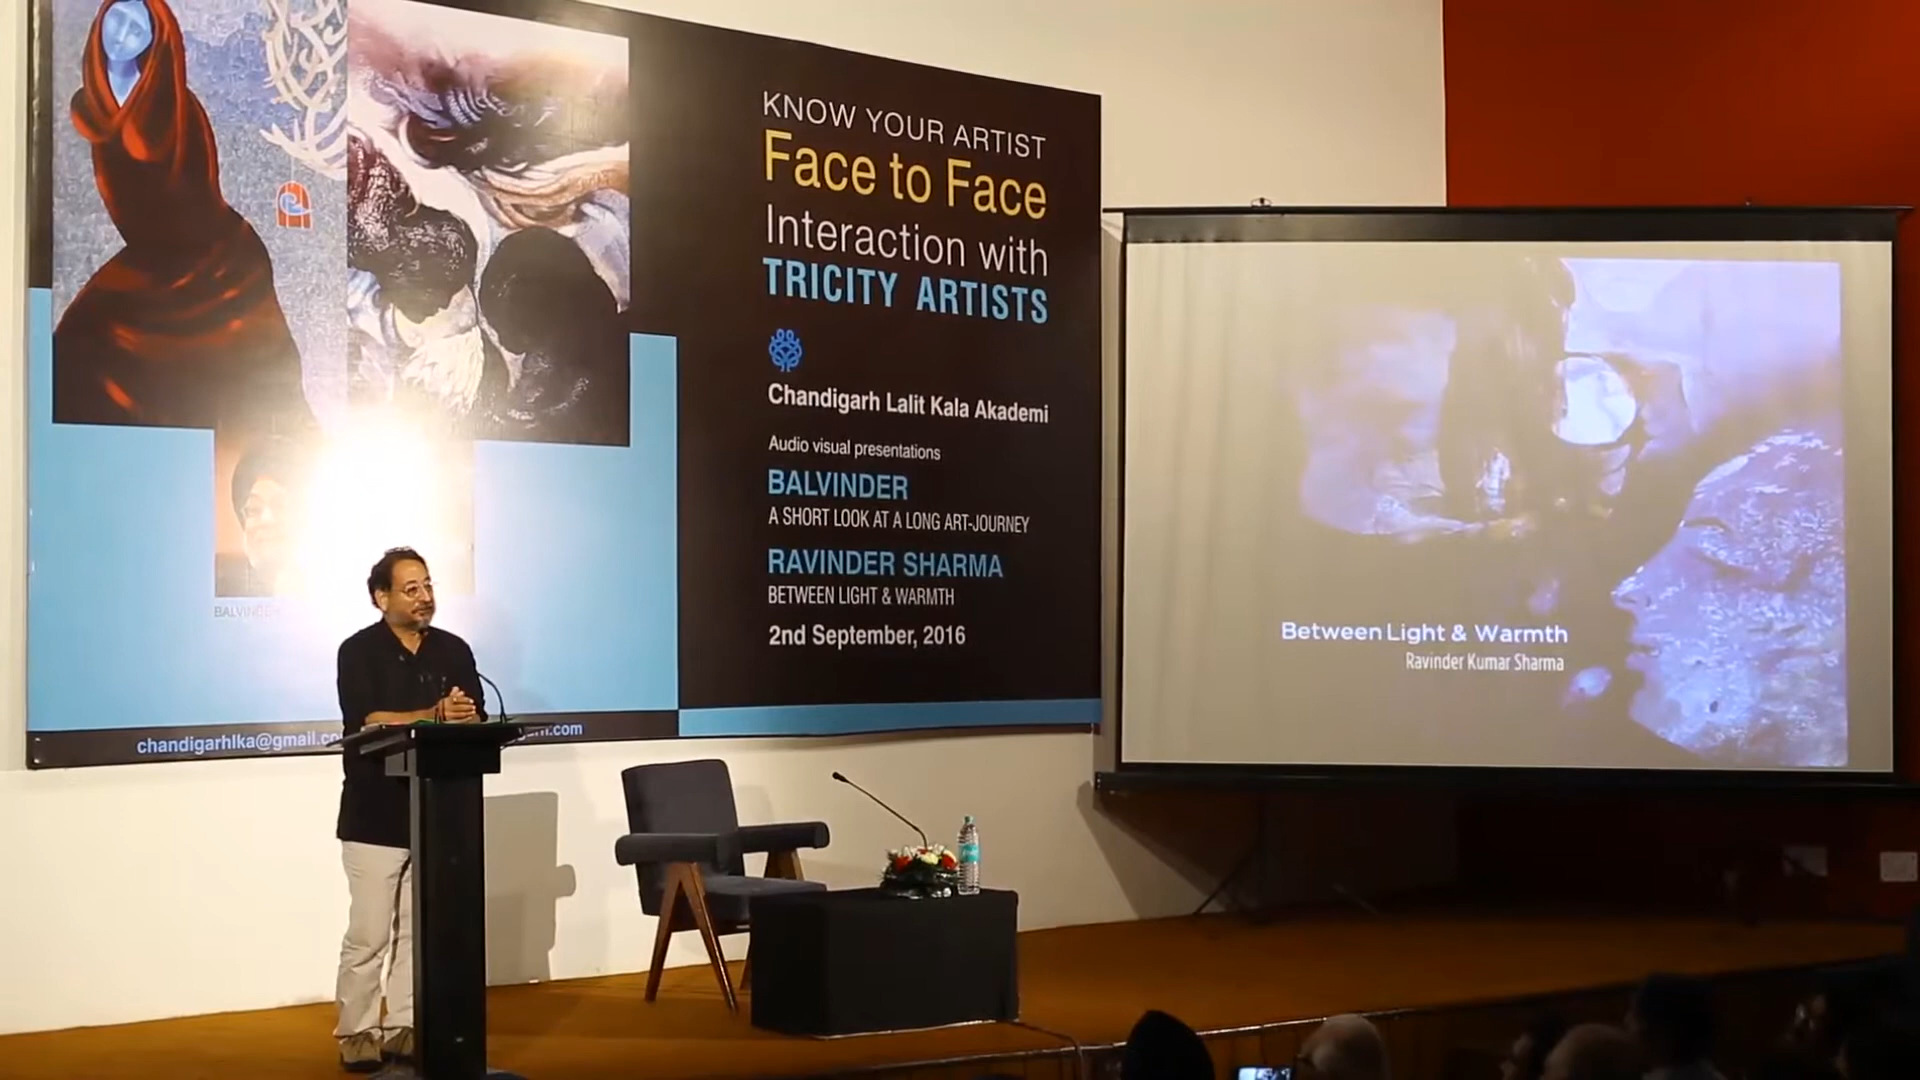 KNOW YOUR ARTIST
Face to Face
Interaction with
TRICITY ARTISTS
Chandigarh Lalit Kala Akademi
Audio visual presentations
BALVINDER
A SHORT LOOK AT A LONG ART-JOURNEY
RAVINDER SHARMA
BETWEEN LIGHT & WARMTH
2nd September, 2016
BALVINDER
chandigarhlka@gmail.co
.com
Between Light & Warmth
Ravinder Kumar Sharma